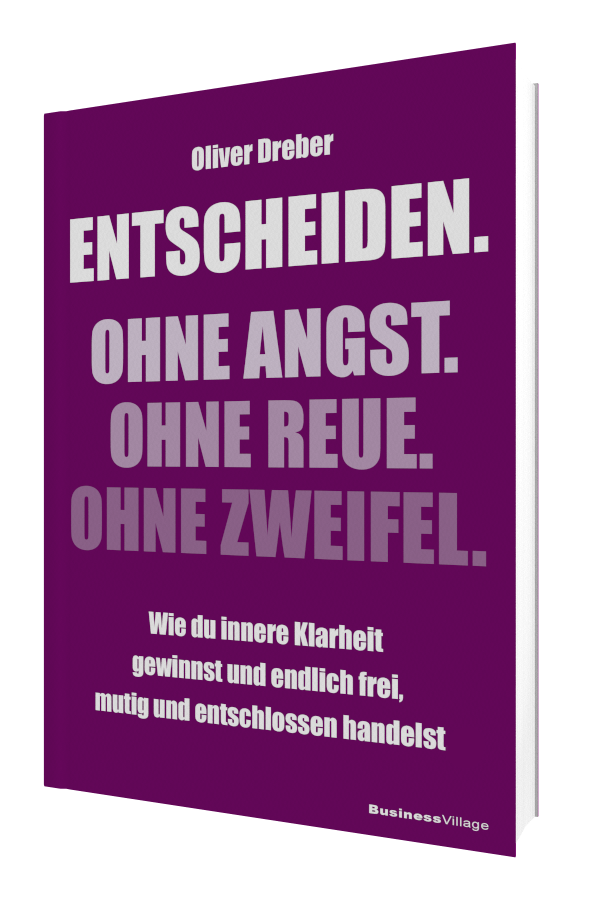 Oliver Dreber
ENTSCHEIDEN.
OHNE ANGST.
OHNE REUE.
OHNE ZWEIFEL.
Wie du innere Klarheit
gewinnst und endlich frei,
mutig und entschlossen handelst
BusinessVillage